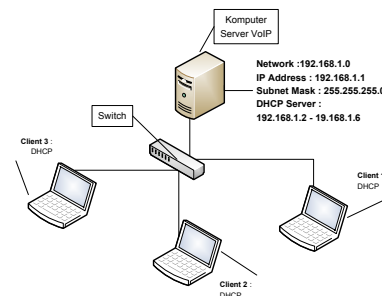 Komputer
Server VoIP
Network :192.168.1.0
IP Address : 192.168.1.1
Subnet Mask : 255.255.255.0
DHCP Server :
192.168.1.2 - 19.168.1.6
Switch
Client 3 :
DHCP
Client 1
DHCP
Client 2 :
DHCP